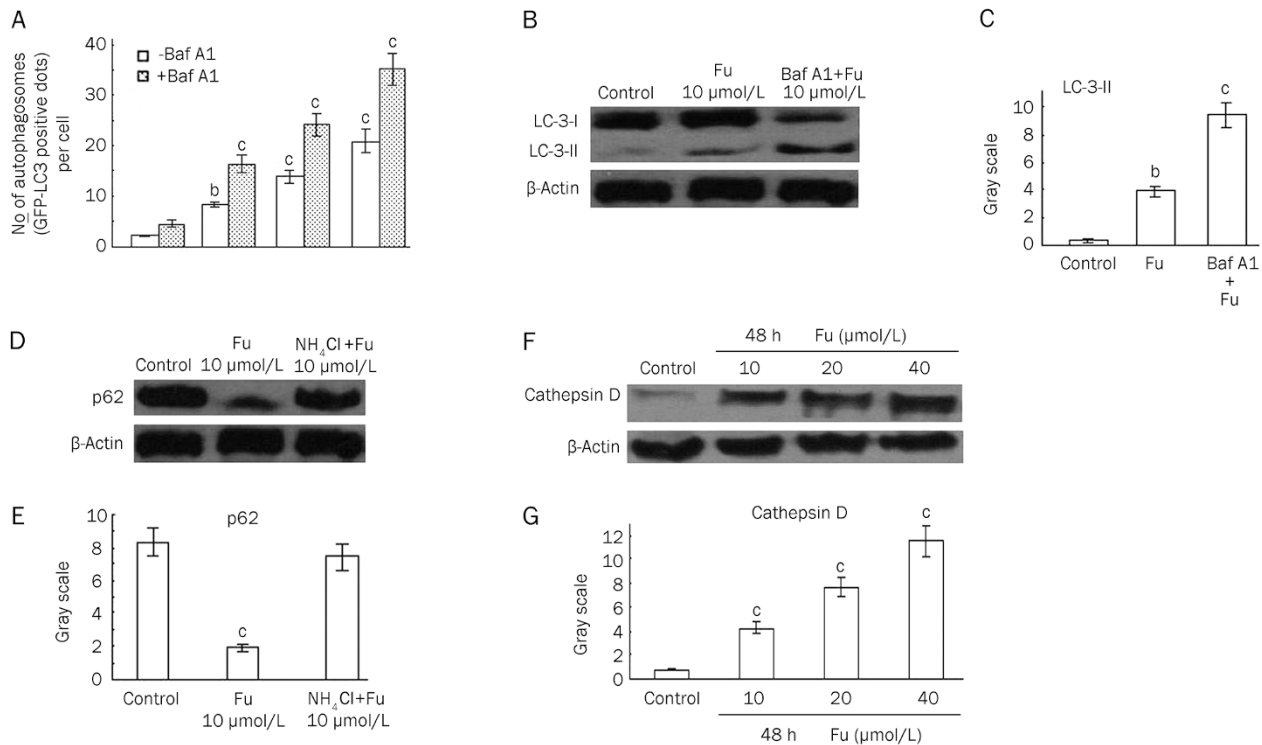 A
No of autophagosomes
(GFP-LC3 positive dots)
per cell
40
30
20
10
0
-Baf A1
+Baf A1
b
c
c
c
c
c
B
Control
Fu
10 μmol/L
Baf A1+Fu
10 μmol/L
LC-3-I
LC-3-II
β-Actin
C
LC-3-II
Gray scale
10
8
6
4
2
0
b
c
Control
Fu
Baf A1
+
Fu
D
Control
Fu
10 μmol/L
NH4Cl+Fu
10 μmol/L
p62
β-Actin
E
p62
Gray scale
10
8
6
4
2
0
c
Control
Fu
10 μmol/L
NH4Cl+Fu
10 μmol/L
F
48 h Fu (μmol/L)
Control 10 20 40
Cathepsin D
β-Actin
G
Cathepsin D
Gray scale
12
10
8
6
4
2
0
c
c
c
Control 10 20 40
48 h Fu (μmol/L)